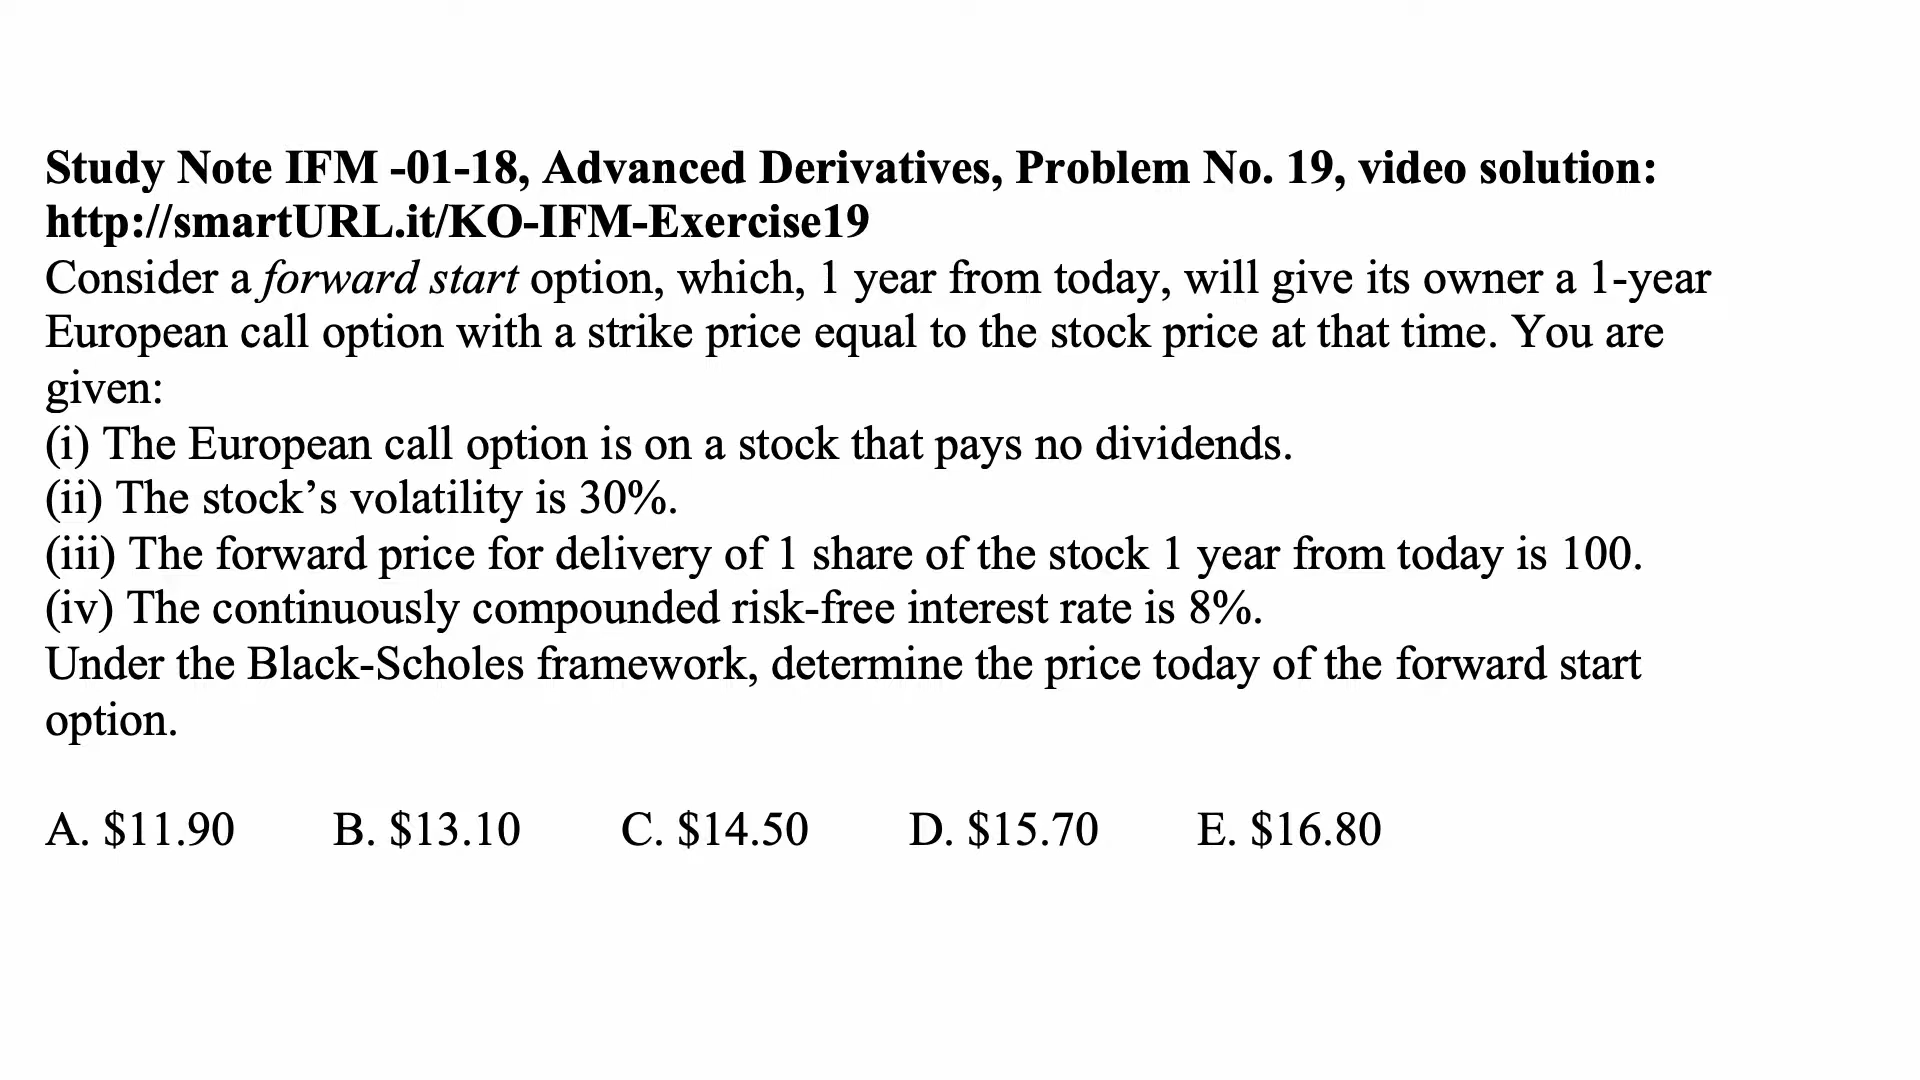 Study Note IFM -01-18, Advanced Derivatives, Problem No. 19, video solution:
http://smartURL.it/KO-IFM-Exercise19
Consider a forward start option, which, 1 year from today, will give its owner a 1-year
European call option with a strike price equal to the stock price at that time. You are
given:
(i) The European call option is on a stock that pays no dividends.
(ii) The stock’s volatility is 30%.
(iii) The forward price for delivery of 1 share of the stock 1 year from today is 100.
(iv) The continuously compounded risk-free interest rate is 8%.
Under the Black-Scholes framework, determine the price today of the forward start
option.
A. $11.90 B. $13.10 C. $14.50 D. $15.70 E. $16.80